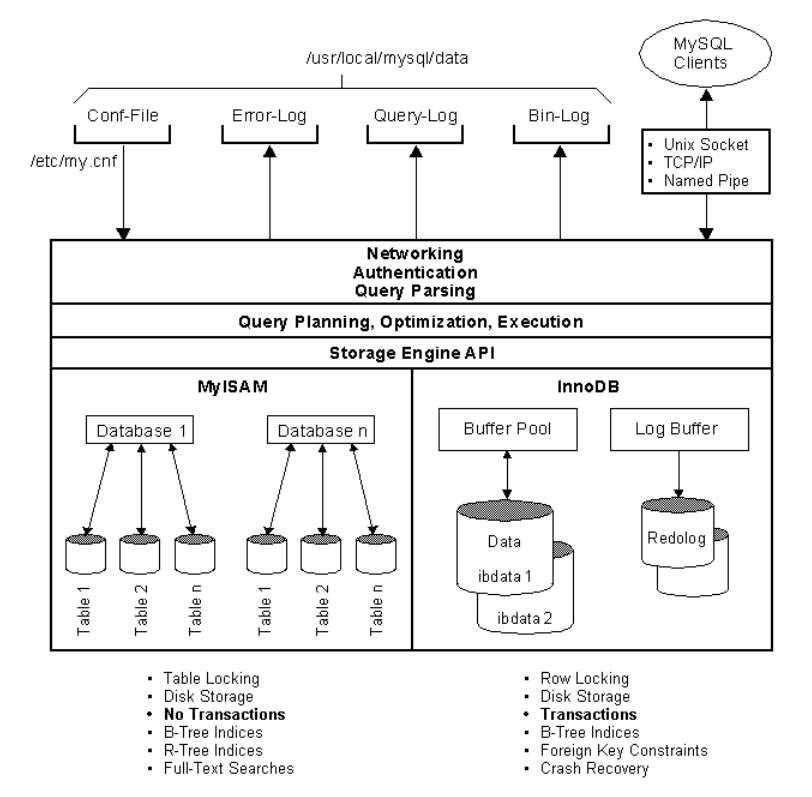 /usr/local/mysql/data
MySQL
Clients
Conf-File
Error-Log
Query-Log
Bin-Log
/etc/my.cnf
▪ Unix Socket
▪ TCP/IP
▪ Named Pipe
Networking
Authentication
Query Parsing
Query Planning, Optimization, Execution
Storage Engine API
MyISAM
Database 1
Database n
Table 1
Table 2
Table n
Table 1
Table 2
Table n
InnoDB
Buffer Pool
Log Buffer
Data
ibdata 1
ibdata 2
Redolog
▪ Table Locking
▪ Disk Storage
◆ No Transactions
▪ B-Tree Indices
▪ R-Tree Indices
▪ Full-Text Searches
▪ Row Locking
▪ Disk Storage
◆ Transactions
▪ B-Tree Indices
▪ Foreign Key Constraints
▪ Crash Recovery